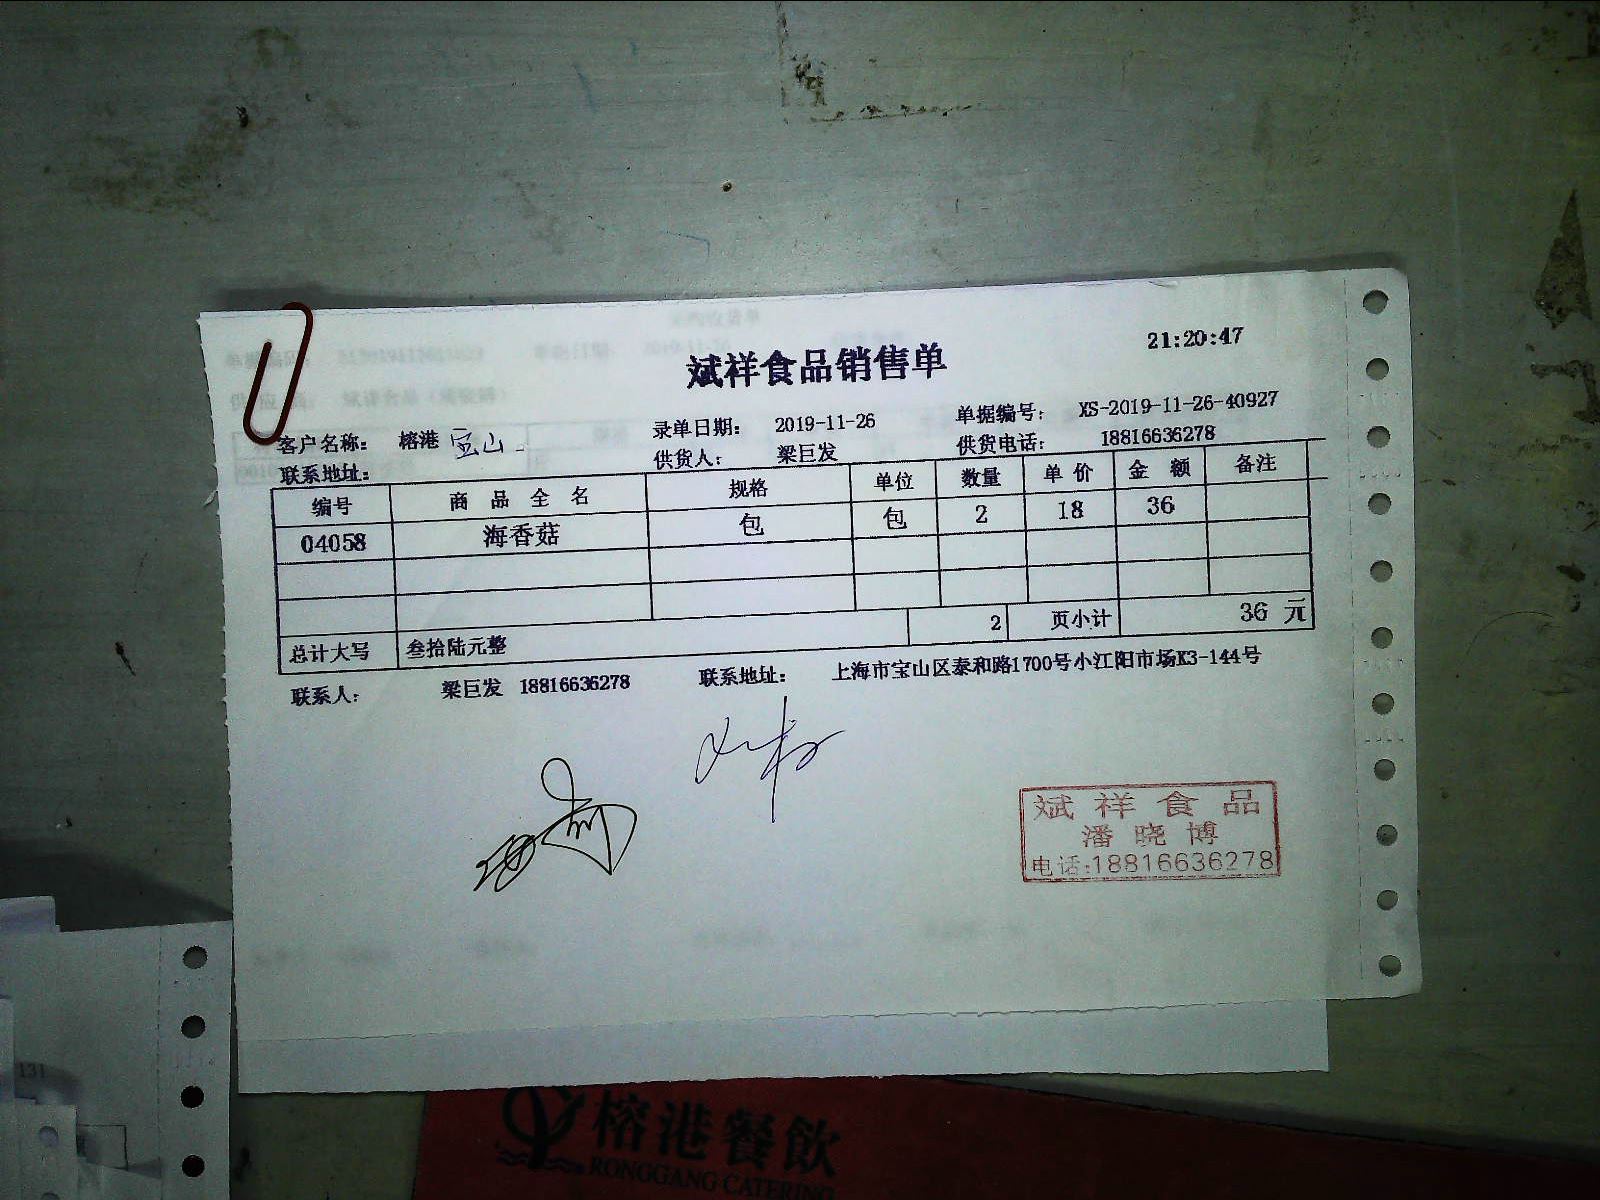 21:20:47
斌祥食品销售单
客户名称： 榕港 宝山 录单日期： 2019-11-26 单据编号： XS-2019-11-26-40927
联系地址： 供货人： 梁巨发 供货电话： 18816636278
编号 商品全名 规格 单位 数量 单价 金额 备注
04058 海香菇 包 包 2 18 36
总计大写 叁拾陆元整 2 页小计 36 元
联系人： 梁巨发 18816636278 联系地址： 上海市宝山区泰和路1700号小江阳市场K3-144号
斌祥食品
潘晓博
电话:18816636278
131
榕港餐飲
RONGGANG CATERING